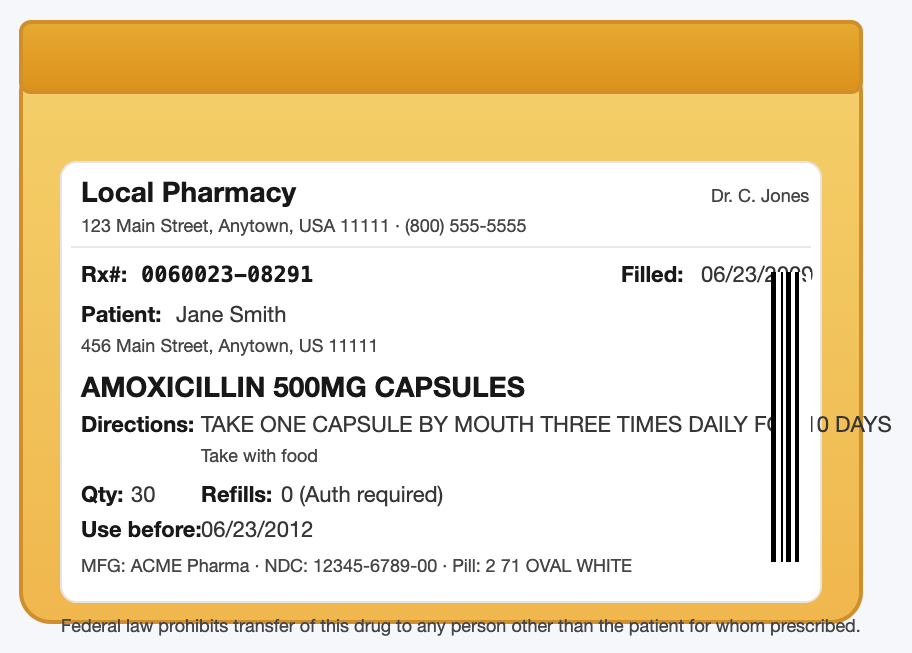 Local Pharmacy
Dr. C. Jones
123 Main Street, Anytown, USA 11111 · (800) 555-5555
Rx#: 0060023–08291 Filled: 06/23/2009
Patient: Jane Smith
456 Main Street, Anytown, US 11111
AMOXICILLIN 500MG CAPSULES
Directions: TAKE ONE CAPSULE BY MOUTH THREE TIMES DAILY 10 DAYS
Take with food
Qty: 30 Refills: 0 (Auth required)
Use before:06/23/2012
MFG: ACME Pharma · NDC: 12345-6789-00 · Pill: 2 71 OVAL WHITE
Federal law prohibits transfer of this drug to any person other than the patient for whom prescribed.